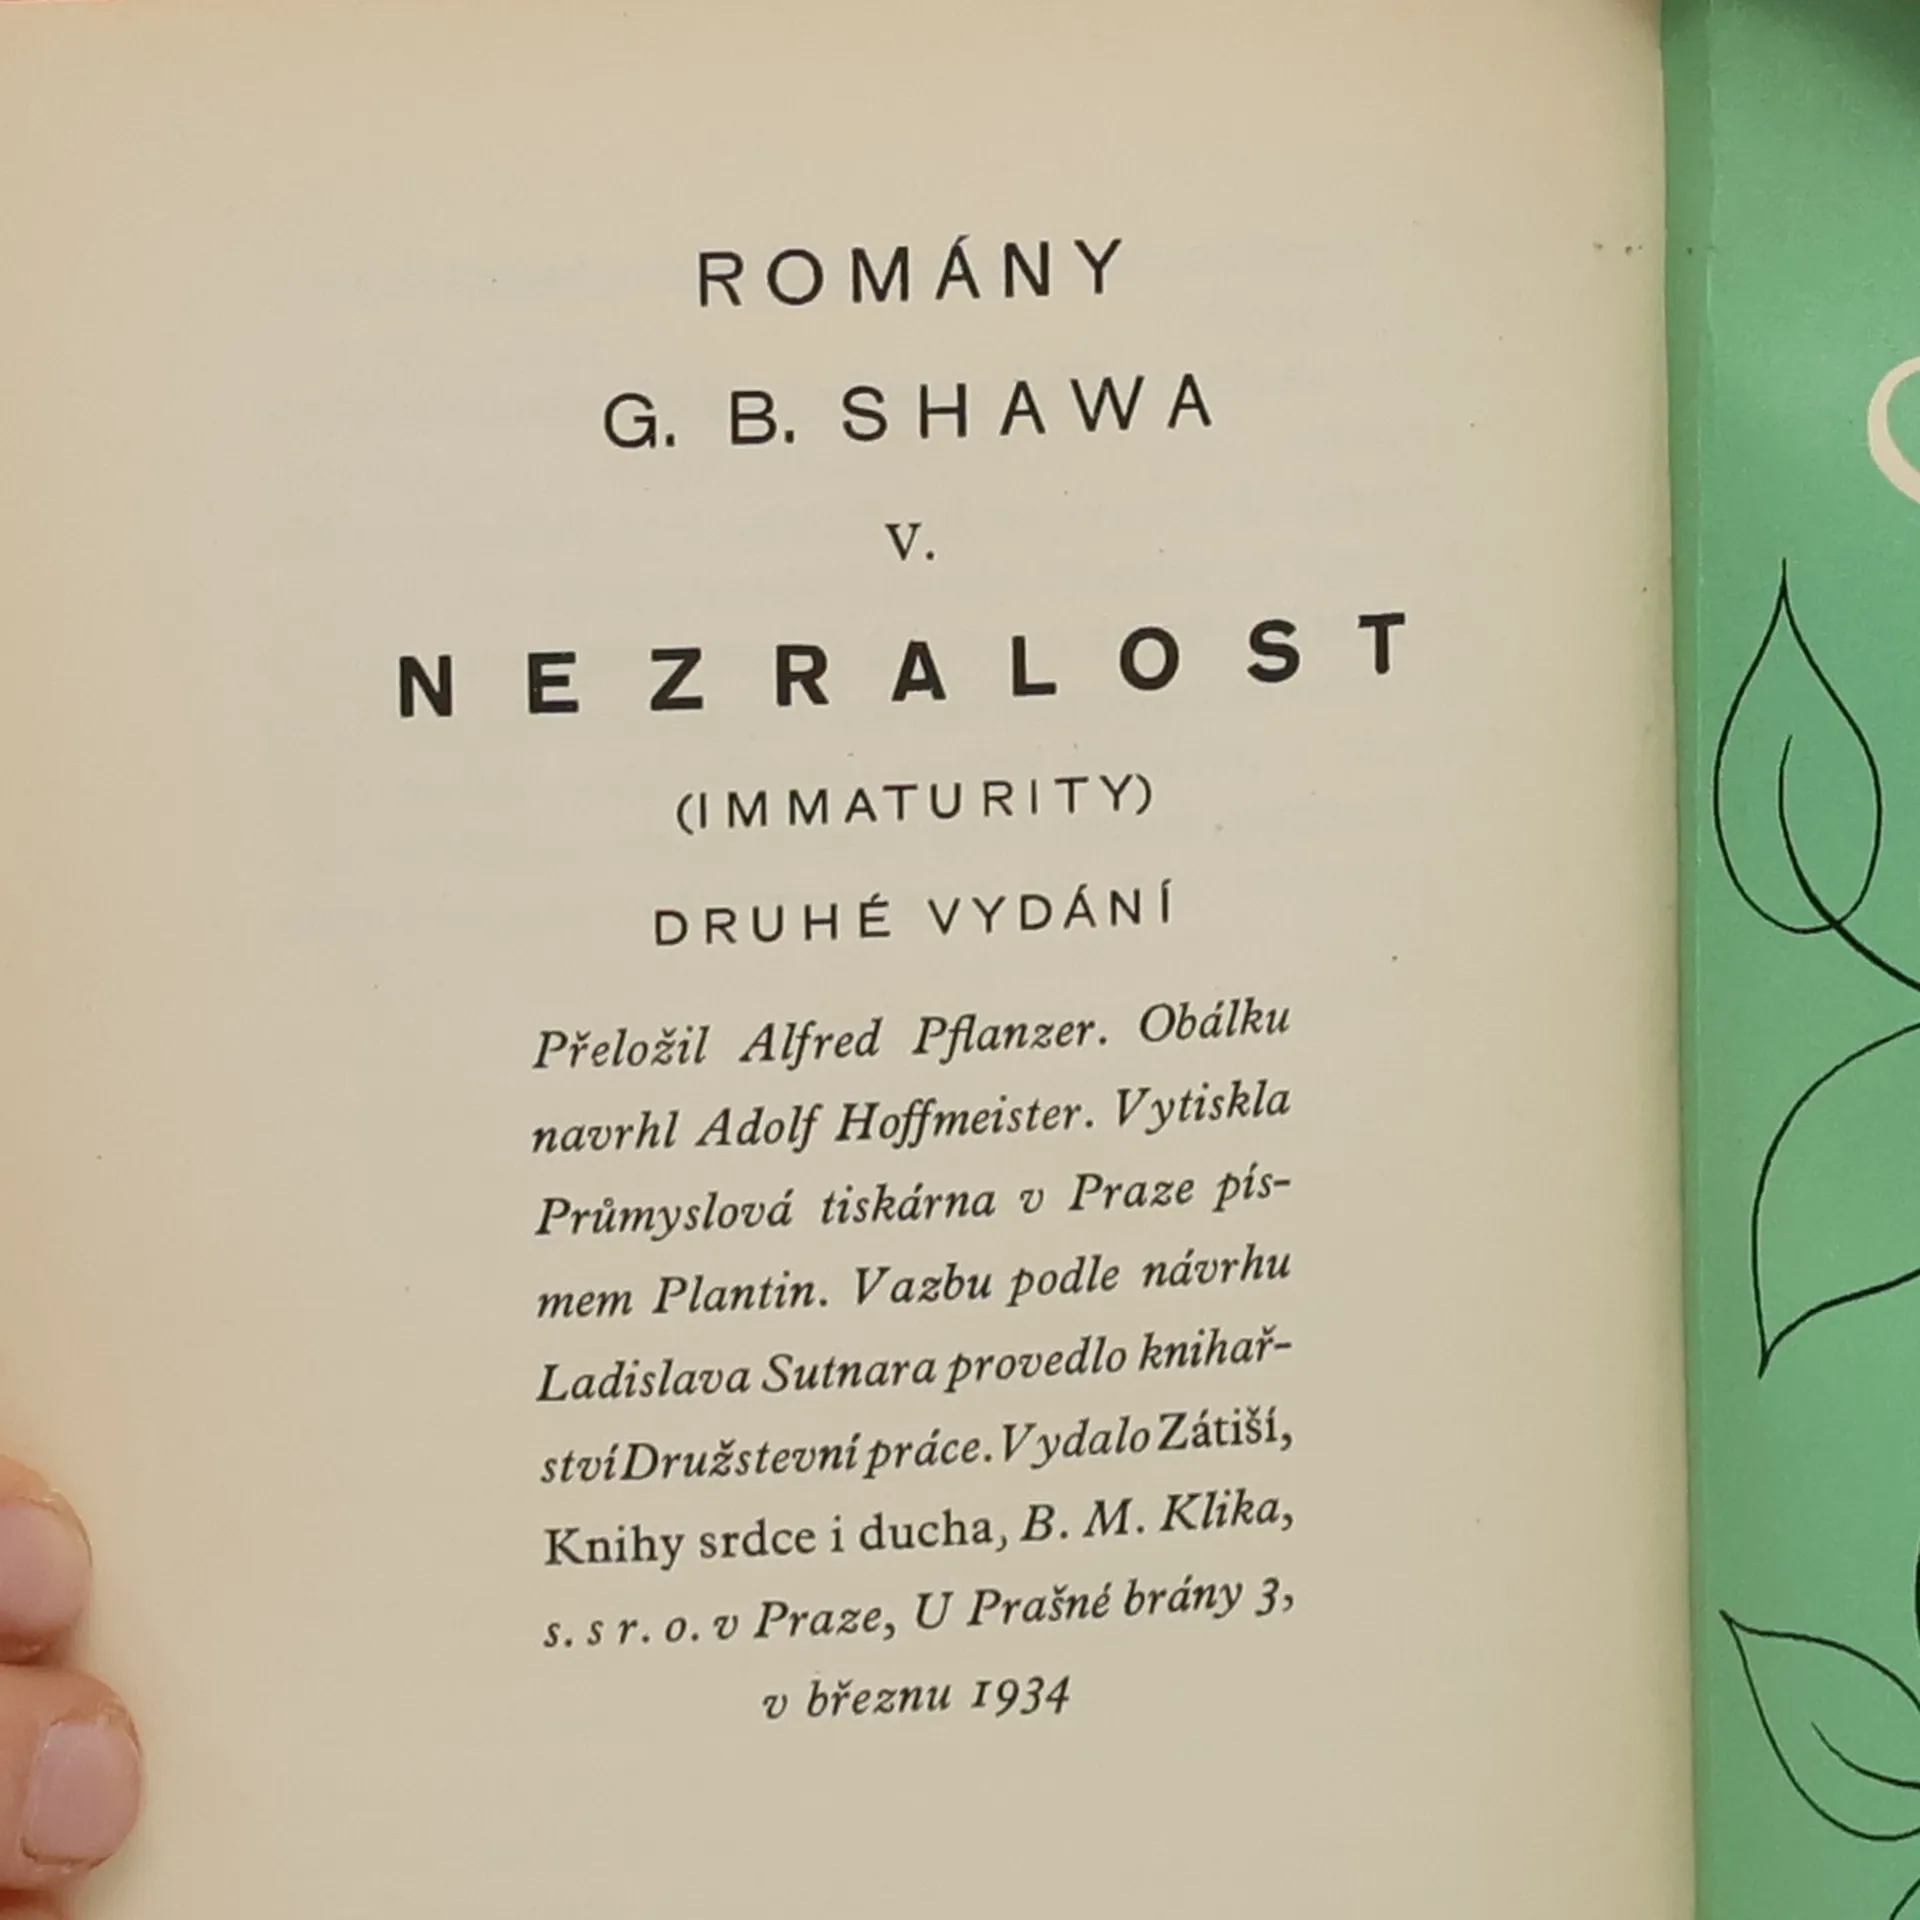 ROMÁNY
G. B. SHAWA
V.
NEZRALOST
(IMMATURITY)
DRUHÉ VYDÁNÍ
Přeložil Alfred Pflanzer. Obálku
navrhl Adolf Hoffmeister. Vytiskla
Průmyslová tiskárna v Praze pís-
mem Plantin. Vazbu podle návrhu
Ladislava Sutnara provedlo knihař-
ství Družstevní práce. Vydalo Zátiší,
Knihy srdce i ducha, B. M. Klika,
s. s r. o. v Praze, U Prašné brány 3,
v březnu 1934